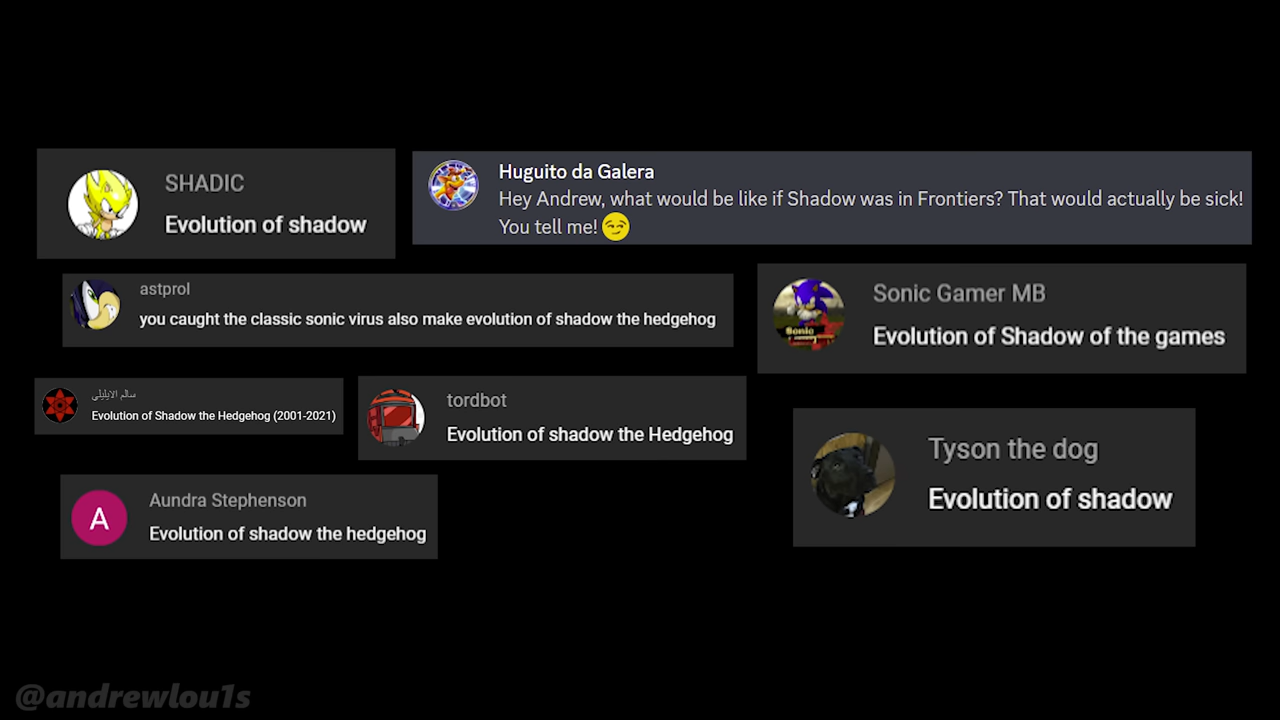 SHADIC
Evolution of shadow
Huguito da Galera
Hey Andrew, what would be like if Shadow was in Frontiers? That would actually be sick!
You tell me! 😏
astprol
you caught the classic sonic virus also make evolution of shadow the hedgehog
Sonic Gamer MB
Evolution of Shadow of the games
سالم الايليلي
Evolution of Shadow the Hedgehog (2001-2021)
tordbot
Evolution of shadow the Hedgehog
Tyson the dog
Evolution of shadow
A
Aundra Stephenson
Evolution of shadow the hedgehog
@andrewlou1s